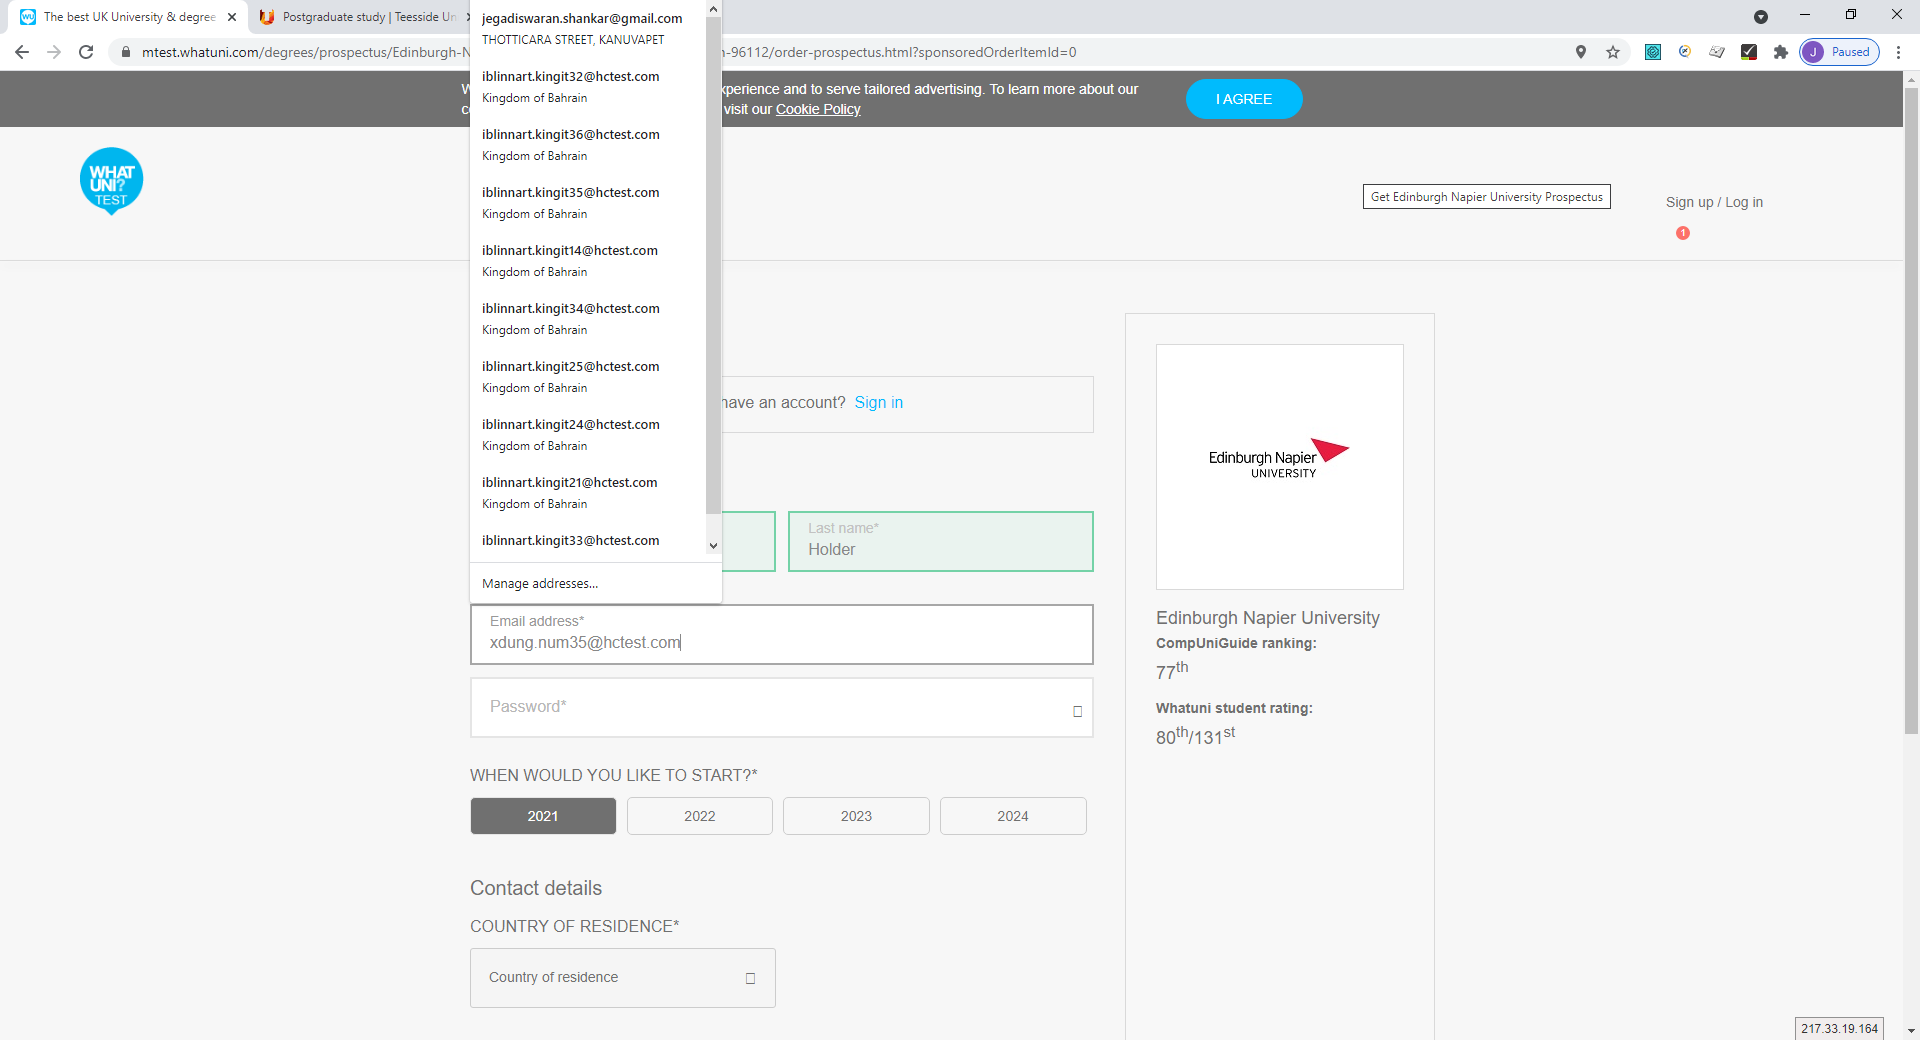 The best UK University & degree
Postgraduate study | Teesside Un
mtest.whatuni.com/degrees/prospectus/Edinburgh-N
-96112/order-prospectus.html?sponsoredOrderItemId=0
J Paused
jegadiswaran.shankar@gmail.com
THOTTICARA STREET, KANUVAPET
iblinnart.kingit32@hctest.com
Kingdom of Bahrain
iblinnart.kingit36@hctest.com
Kingdom of Bahrain
iblinnart.kingit35@hctest.com
Kingdom of Bahrain
iblinnart.kingit14@hctest.com
Kingdom of Bahrain
iblinnart.kingit34@hctest.com
Kingdom of Bahrain
iblinnart.kingit25@hctest.com
Kingdom of Bahrain
iblinnart.kingit24@hctest.com
Kingdom of Bahrain
iblinnart.kingit21@hctest.com
Kingdom of Bahrain
iblinnart.kingit33@hctest.com
Manage addresses...
xperience and to serve tailored advertising. To learn more about our
visit our Cookie Policy
I AGREE
WHAT
UNI?
TEST
Get Edinburgh Napier University Prospectus
Sign up / Log in
1
have an account? Sign in
Last name*
Holder
Email address*
xdung.num35@hctest.com
Password*
WHEN WOULD YOU LIKE TO START?*
2021
2022
2023
2024
Contact details
COUNTRY OF RESIDENCE*
Country of residence
Edinburgh Napier
UNIVERSITY
Edinburgh Napier University
CompUniGuide ranking:
77th
Whatuni student rating:
80th/131st
217.33.19.164